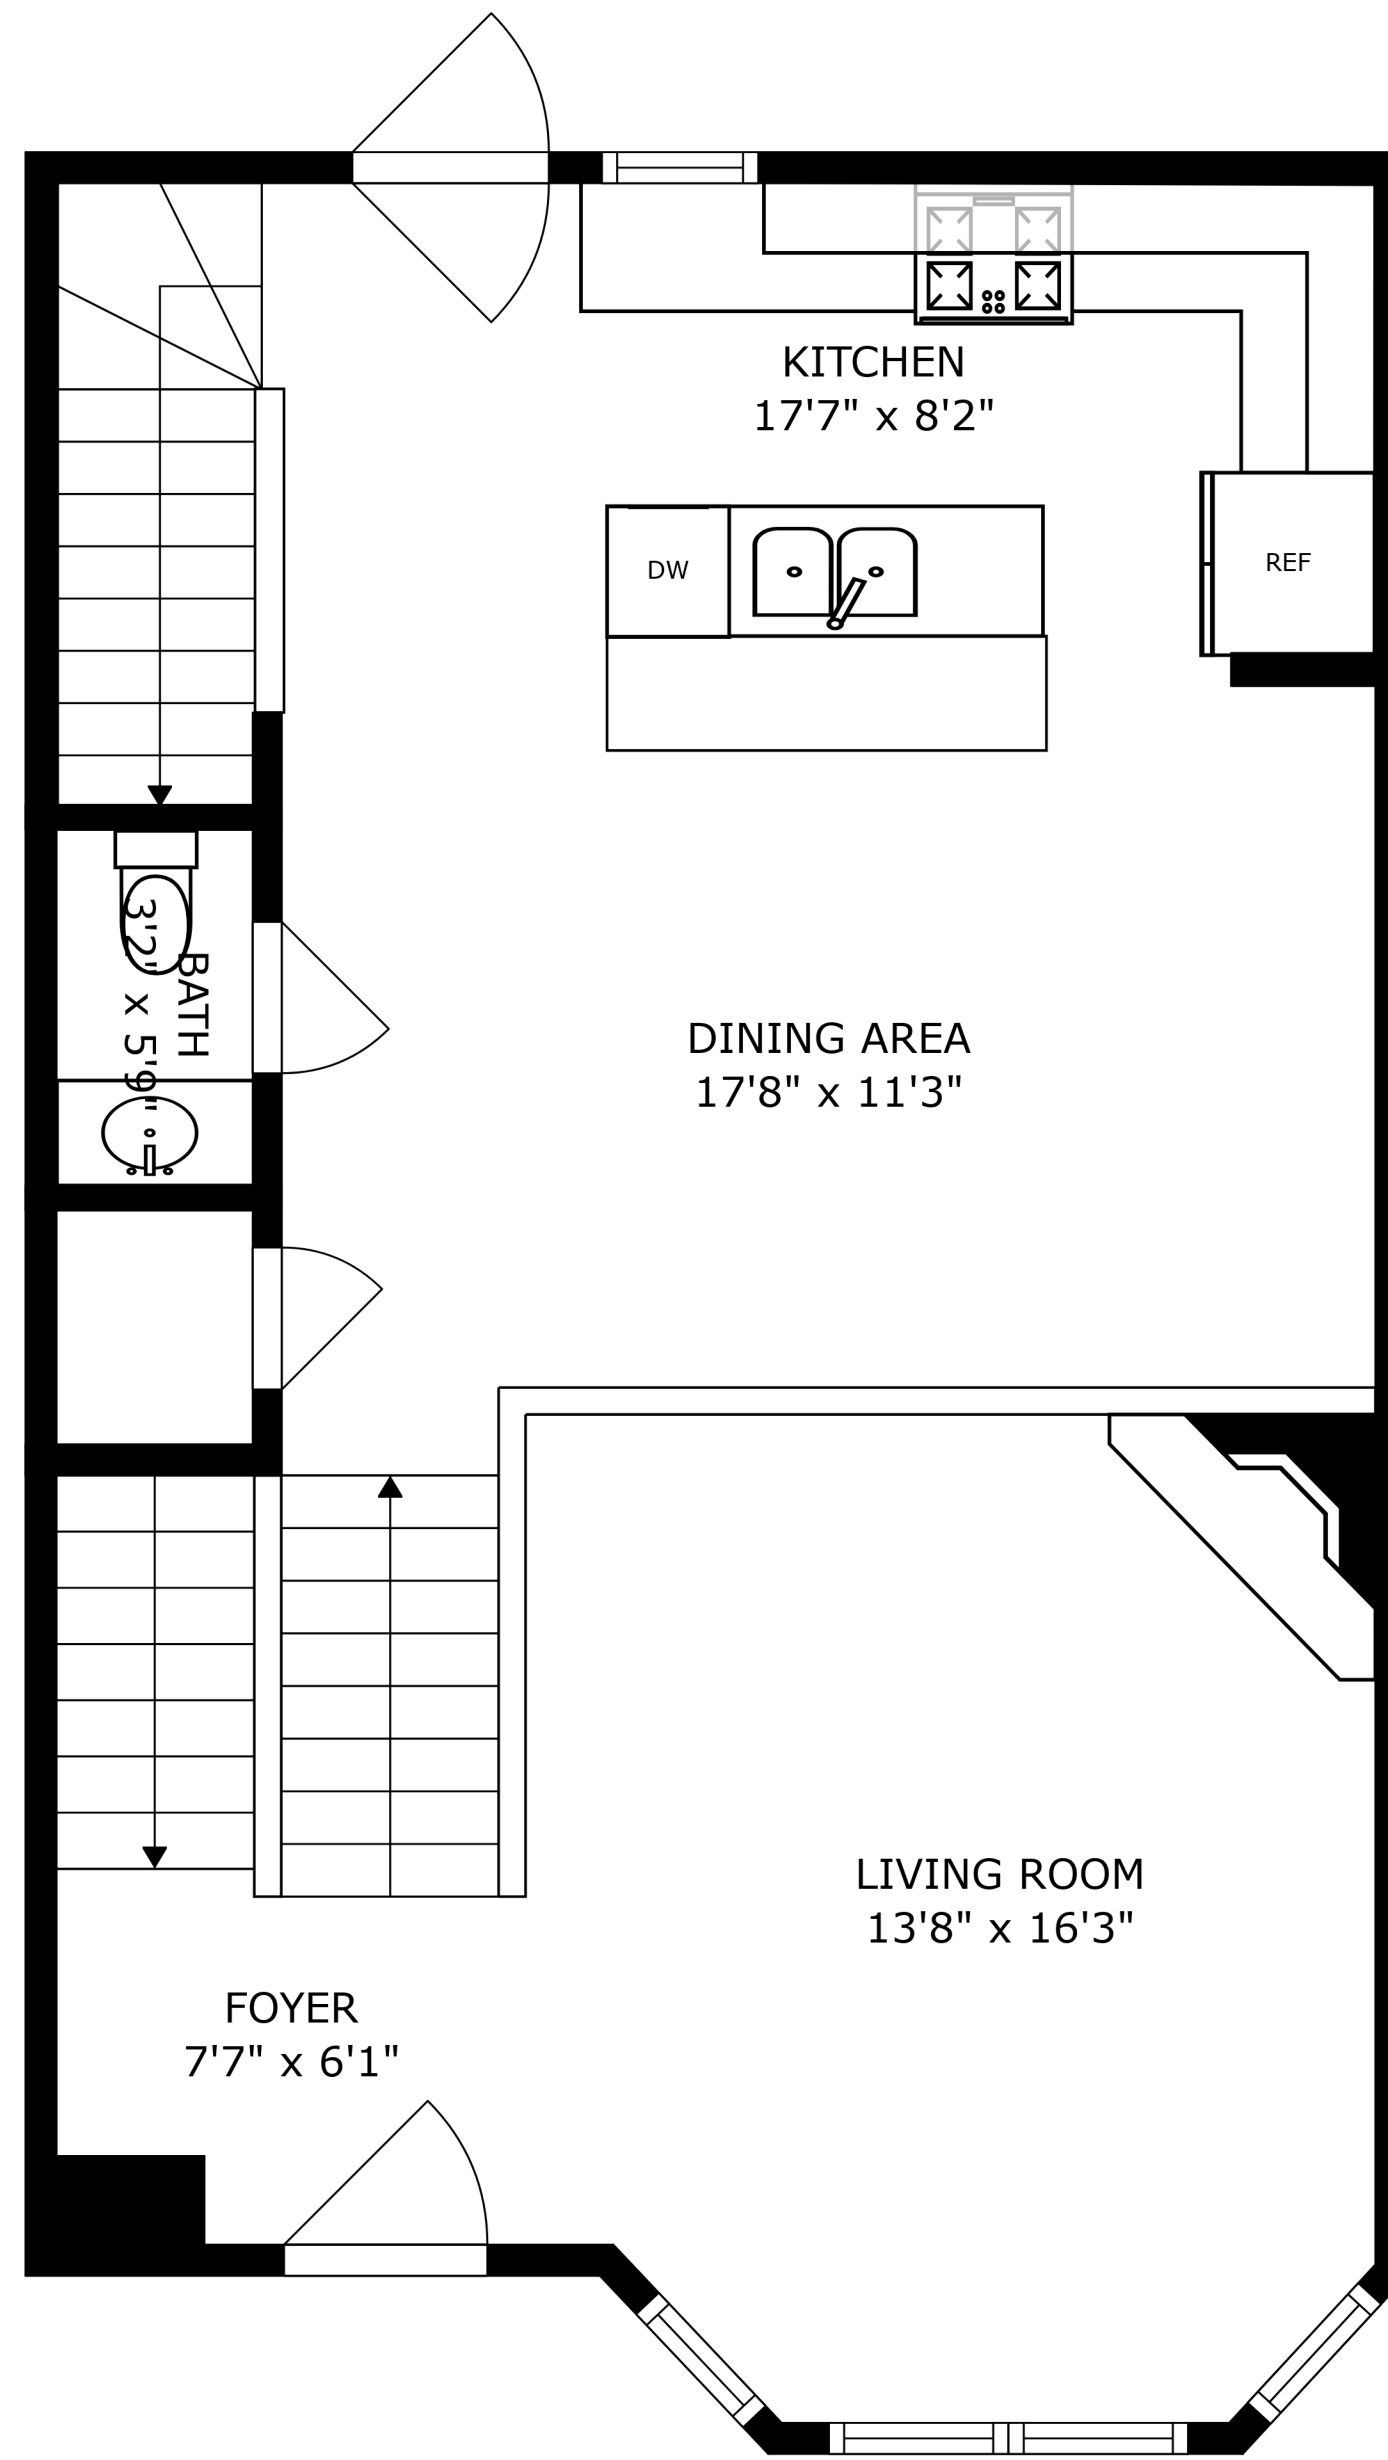 KITCHEN
17'7" x 8'2"
DW
REF
BATH
3'2" x 5'9"
DINING AREA
17'8" x 11'3"
LIVING ROOM
13'8" x 16'3"
FOYER
7'7" x 6'1"